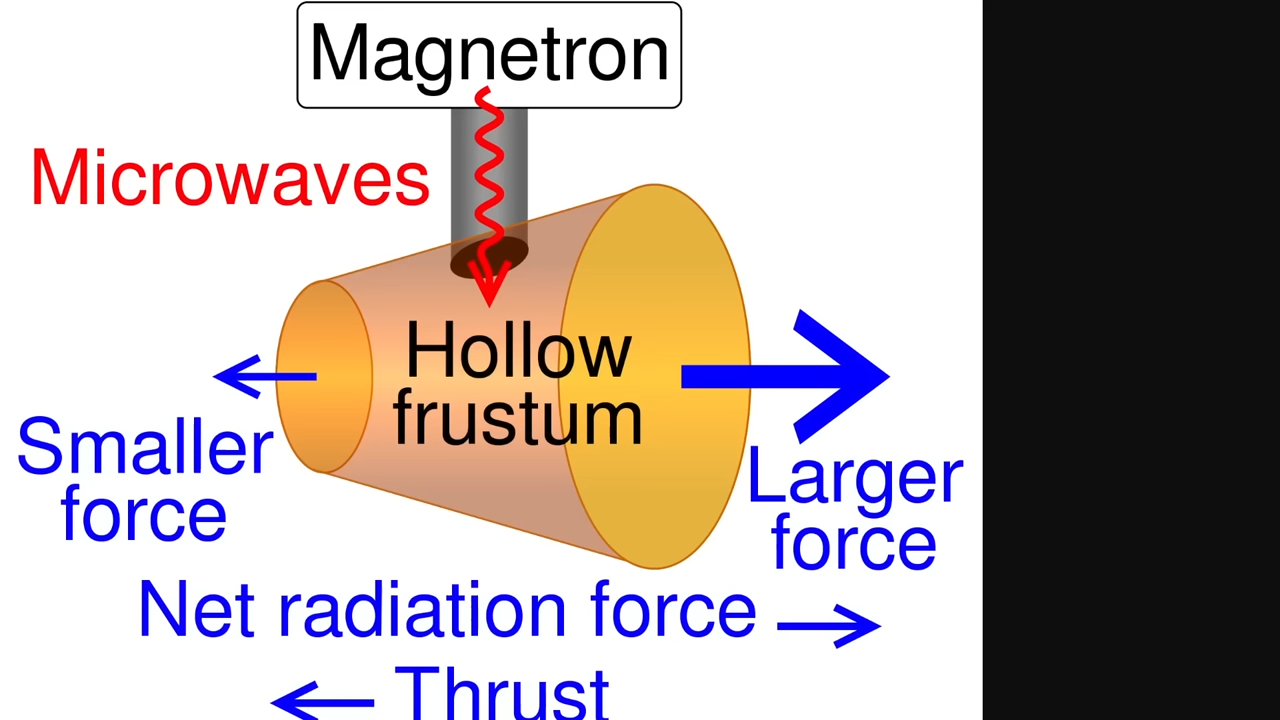 Magnetron
Microwaves
Hollow
frustum
Smaller
force
Larger
force
Net radiation force
Thrust